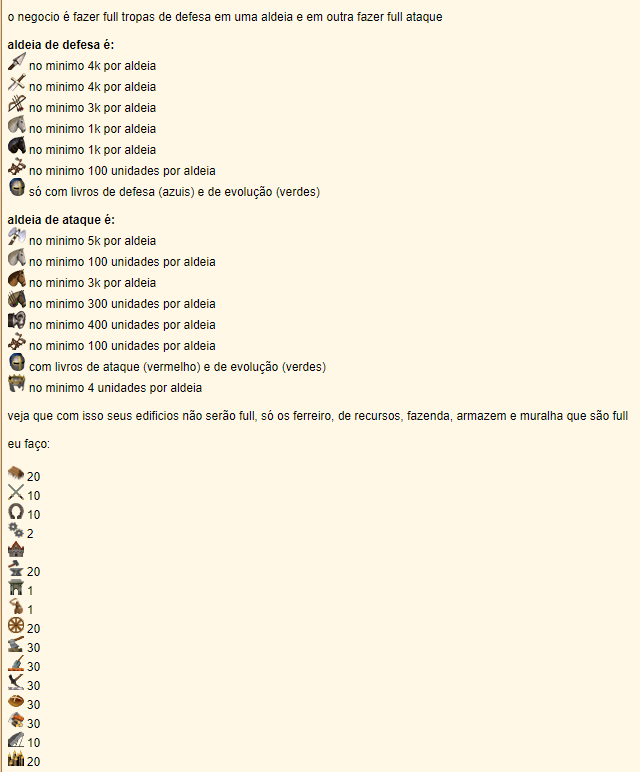 o negocio é fazer full tropas de defesa em uma aldeia e em outra fazer full ataque
aldeia de defesa é:
no minimo 4k por aldeia
no minimo 4k por aldeia
no minimo 3k por aldeia
no minimo 1k por aldeia
no minimo 1k por aldeia
no minimo 100 unidades por aldeia
só com livros de defesa (azuis) e de evolução (verdes)
aldeia de ataque é:
no minimo 5k por aldeia
no minimo 100 unidades por aldeia
no minimo 3k por aldeia
no minimo 300 unidades por aldeia
no minimo 400 unidades por aldeia
no minimo 100 unidades por aldeia
com livros de ataque (vermelho) e de evolução (verdes)
no minimo 4 unidades por aldeia
veja que com isso seus edificios não serão full, só os ferreiro, de recursos, fazenda, armazem e muralha que são full
eu faço:
20
10
10
2
20
1
1
20
30
30
30
30
30
10
20